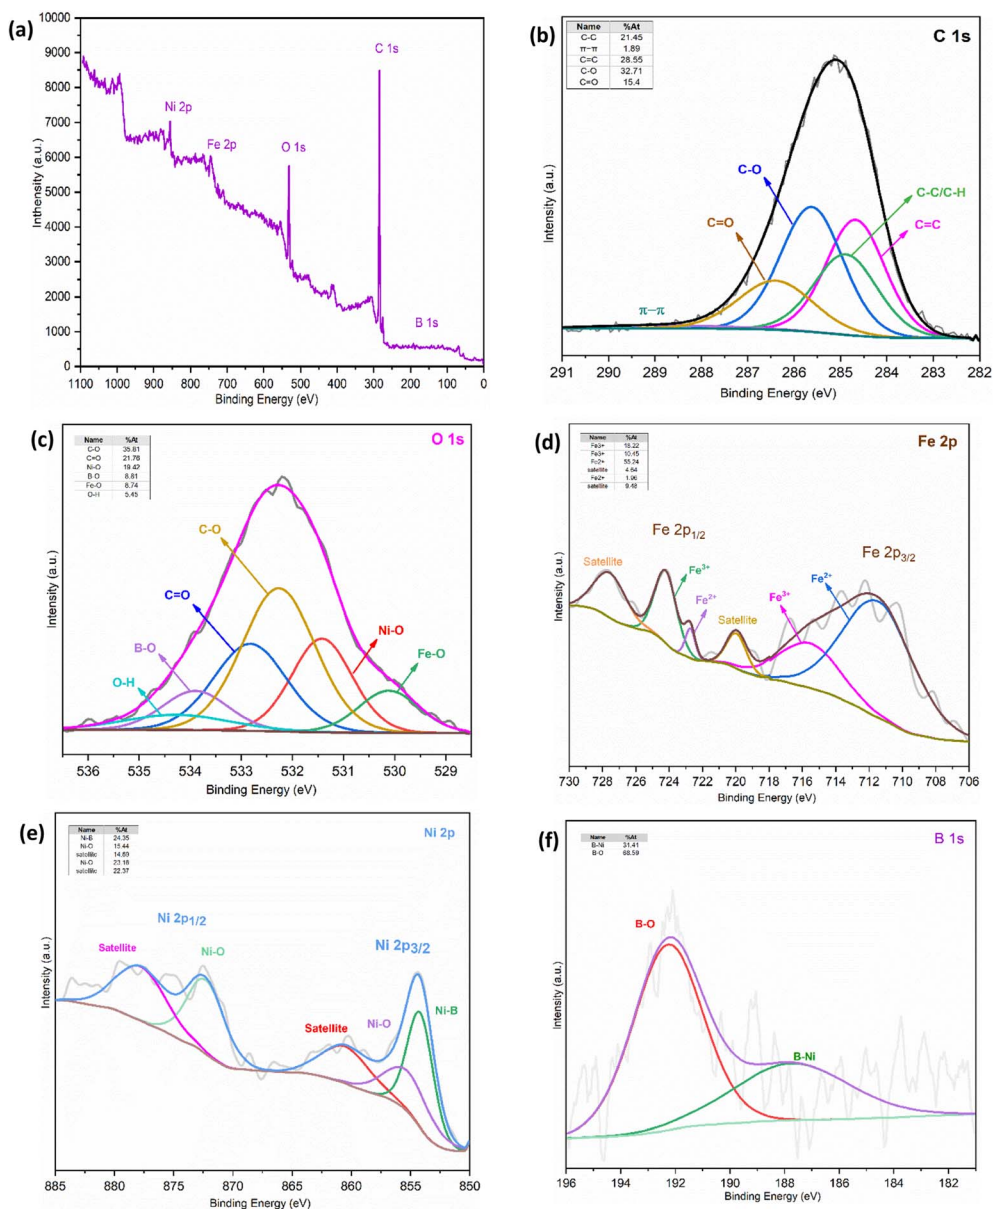 (a)
10000
9000
8000
7000
6000
5000
4000
3000
2000
1000
0
Inthensity (a.u.)
C 1s
Ni 2p
Fe 2p
O 1s
B 1s
1100 1000 900 800 700 600 500 400 300 200 100 0
Binding Energy (eV)
(b)
Name %At
C-C 21.45
π−π 1.89
C=C 28.55
C-O 32.71
C=O 15.4
C 1s
C-O
C-C/C-H
C=O
C=C
π−π
Intensity (a.u.)
291 290 289 288 287 286 285 284 283 282
Binding Energy (eV)
(c)
Name %At
C-O 35.81
C=O 21.76
Ni-O 19.42
B-O 8.81
Fe-O 8.74
O-H 5.45
O 1s
C-O
C=O
Ni-O
B-O
Fe-O
O-H
Intensity (a.u.)
536 535 534 533 532 531 530 529
Binding Energy (eV)
(d)
Name %At
Fe3+ 18.22
Fe3+ 10.45
Fe2+ 55.24
satellite 4.64
Fe2+ 1.96
satellite 9.48
Fe 2p
Fe 2p1/2
Fe 2p3/2
Satellite
Fe3+
Fe2+
Satellite
Fe3+
Fe2+
Intensity (a.u.)
730 728 726 724 722 720 718 716 714 712 710 708 706
Binding Energy (eV)
(e)
Name %At
Ni-B 24.35
Ni-O 15.44
satellite 14.69
Ni-O 23.16
satellite 22.37
Ni 2p
Ni 2p1/2
Ni 2p3/2
Satellite
Ni-O
Satellite
Ni-O
Ni-B
Intensity (a.u.)
885 880 875 870 865 860 855 850
Binding Energy (eV)
(f)
Name %At
B-Ni 31.41
B-O 68.59
B 1s
B-O
B-Ni
Intensity (a.u.)
196 194 192 190 188 186 184 182
Binding Energy (eV)